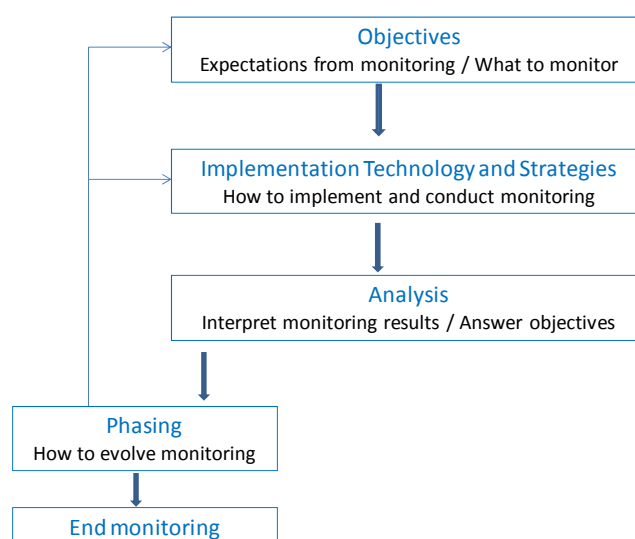 Objectives
Expectations from monitoring / What to monitor
Implementation Technology and Strategies
How to implement and conduct monitoring
Analysis
Interpret monitoring results / Answer objectives
Phasing
How to evolve monitoring
End monitoring